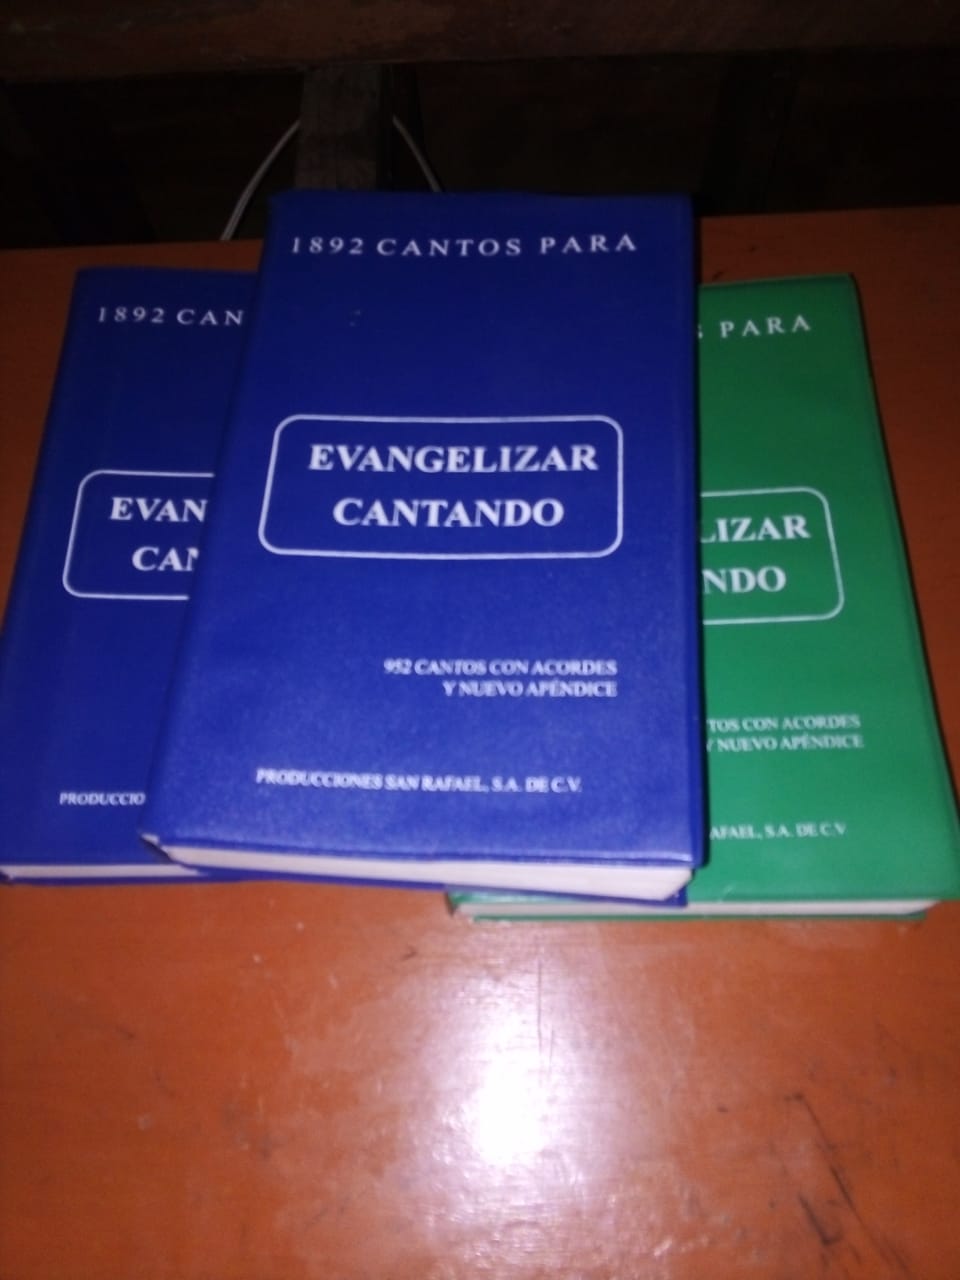 1892 CANTOS PARA
EVANGELIZAR
CANTANDO
952 CANTOS CON ACORDES
Y NUEVO APÉNDICE
PRODUCCIONES SAN RAFAEL, S.A. DE C.V.
1892 CAN
EVAN
CAN
PRODUCCIO
S PARA
LIZAR
NDO
TOS CON ACORDES
Y NUEVO APÉNDICE
AFAEL, S.A. DE C.V